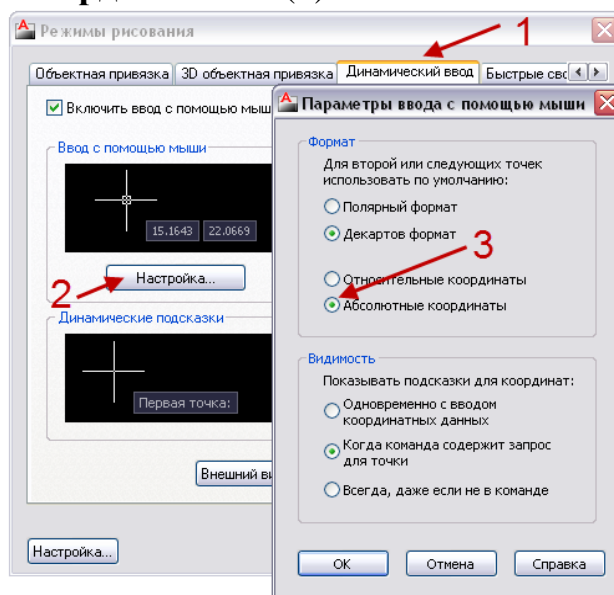 Режимы рисования
1
Объектная привязка 3D объектная привязка Динамический ввод Быстрые свс
Включить ввод с помощью мыш
Ввод с помощью мыши
15.1643 22.0669
2
Настройка...
Динамические подсказки
Первая точка:
Внешний ви
Настройка...
Параметры ввода с помощью мыши
Формат
Для второй или следующих точек
использовать по умолчанию:
Полярный формат
Декартов формат
3
Относительные координаты
Абсолютные координаты
Видимость
Показывать подсказки для координат:
Одновременно с вводом
координатных данных
Когда команда содержит запрос
для точки
Всегда, даже если не в команде
ОК Отмена Справка